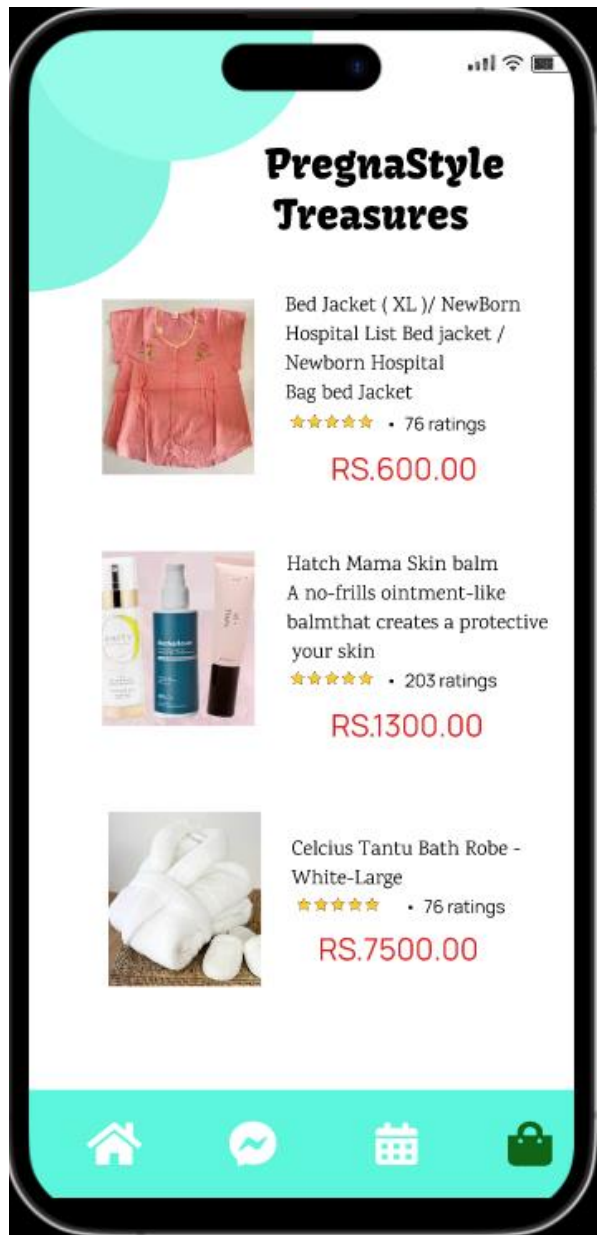 PregnaStyle
Treasures
Bed Jacket ( XL )/ NewBorn
Hospital List Bed jacket /
Newborn Hospital
Bag bed Jacket
• 76 ratings
RS.600.00
Hatch Mama Skin balm
A no-frills ointment-like
balmthat creates a protective
your skin
• 203 ratings
RS.1300.00
Celcius Tantu Bath Robe -
White-Large
• 76 ratings
RS.7500.00